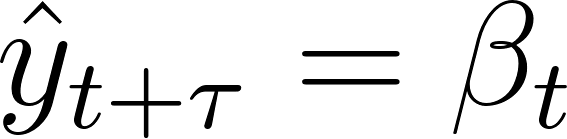 ŷ_{t+τ} = β_t